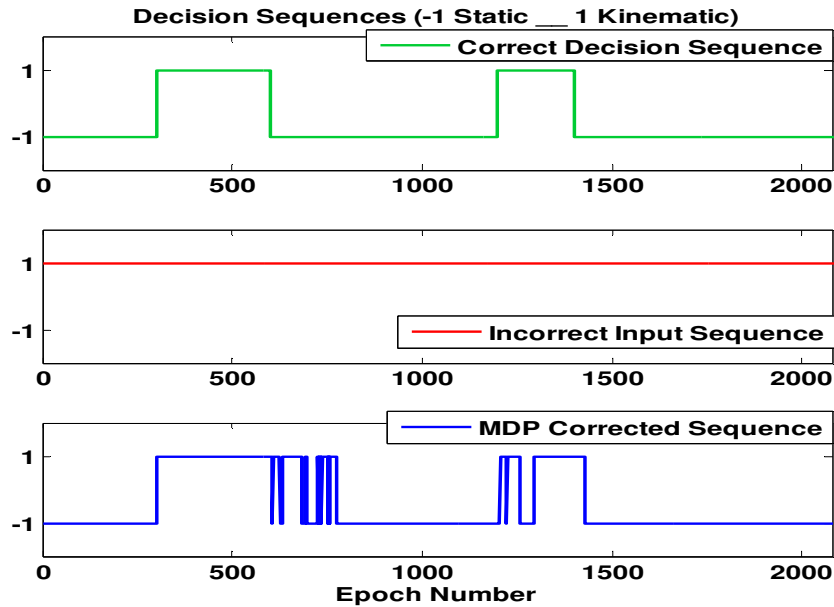 Decision Sequences (-1 Static __ 1 Kinematic)
Correct Decision Sequence
1
-1
0 500 1000 1500 2000
1
Incorrect Input Sequence
-1
0 500 1000 1500 2000
MDP Corrected Sequence
1
-1
0 500 1000 1500 2000
Epoch Number